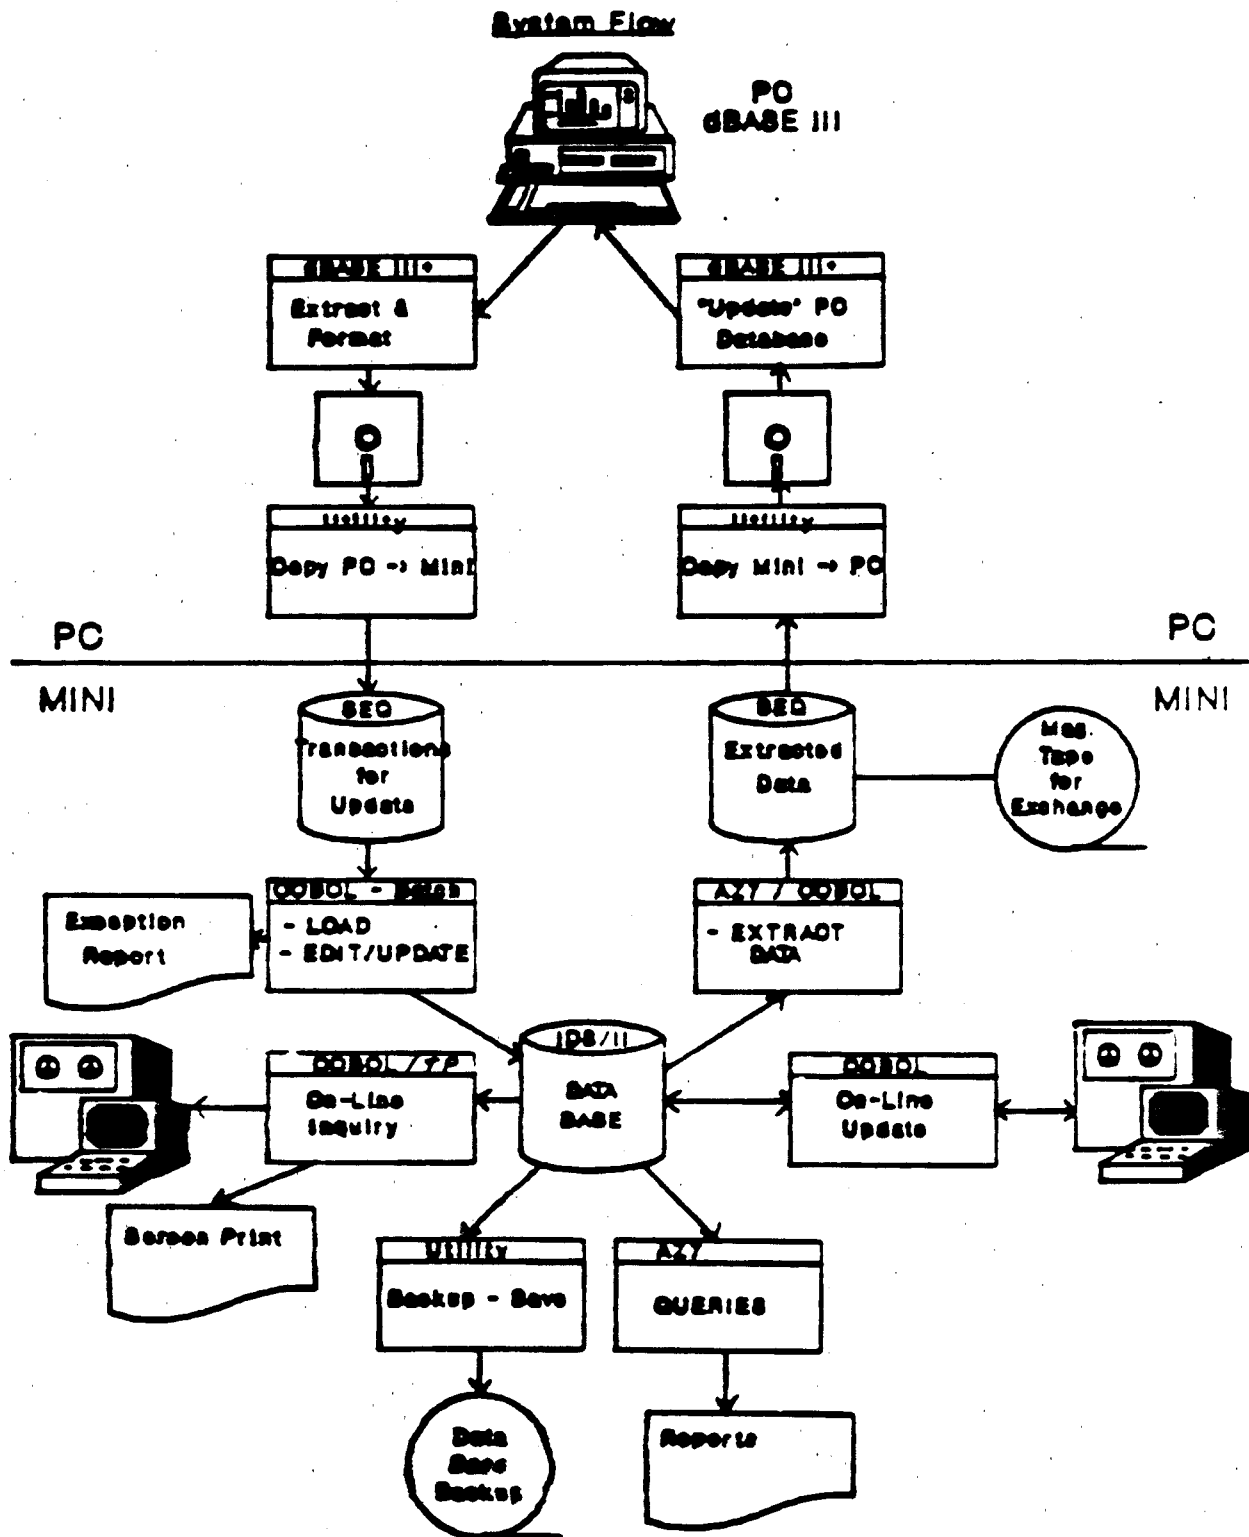 System Flow
PC
dBASE III
dBASE III+
Extract &
Format
dBASE III+
"Update" PC
Database
Utility
Copy PC -> Mini
Utility
Copy Mini -> PC
PC
PC
MINI
MINI
SEQ
Transactions
for
Update
SEQ
Extracted
Data
Mag.
Tape
for
Exchange
COBOL - Batch
- LOAD
- EDIT/UPDATE
Exception
Report
AZ7 / COBOL
- EXTRACT
DATA
IDS/II
DATA
BASE
COBOL / TP
On-Line
Inquiry
COBOL
On-Line
Update
Screen Print
Utility
Backup - Save
AZ7
QUERIES
Data
Base
Backup
Reports